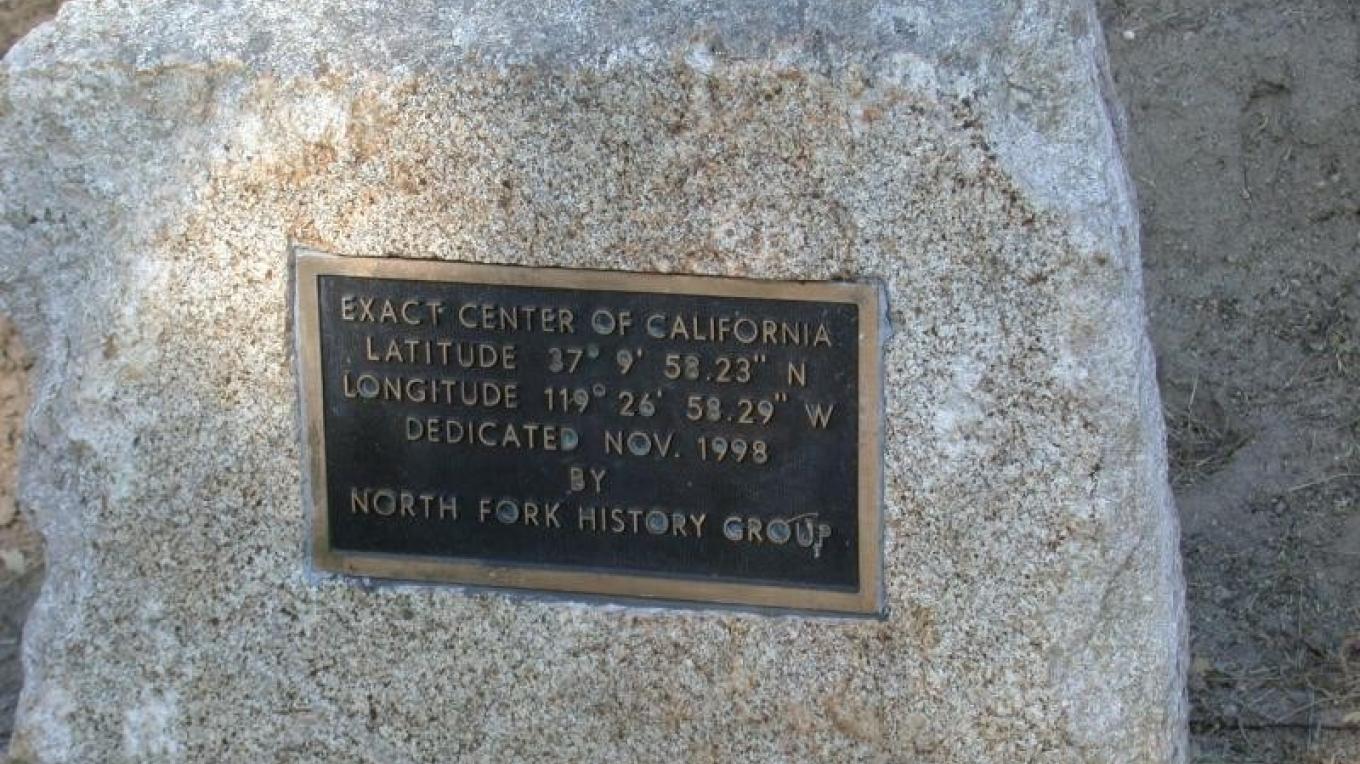 EXACT CENTER OF CALIFORNIA
LATITUDE 37° 9' 58.23" N
LONGITUDE 119° 26' 58.29" W
DEDICATED NOV. 1998
BY
NORTH FORK HISTORY GROUP